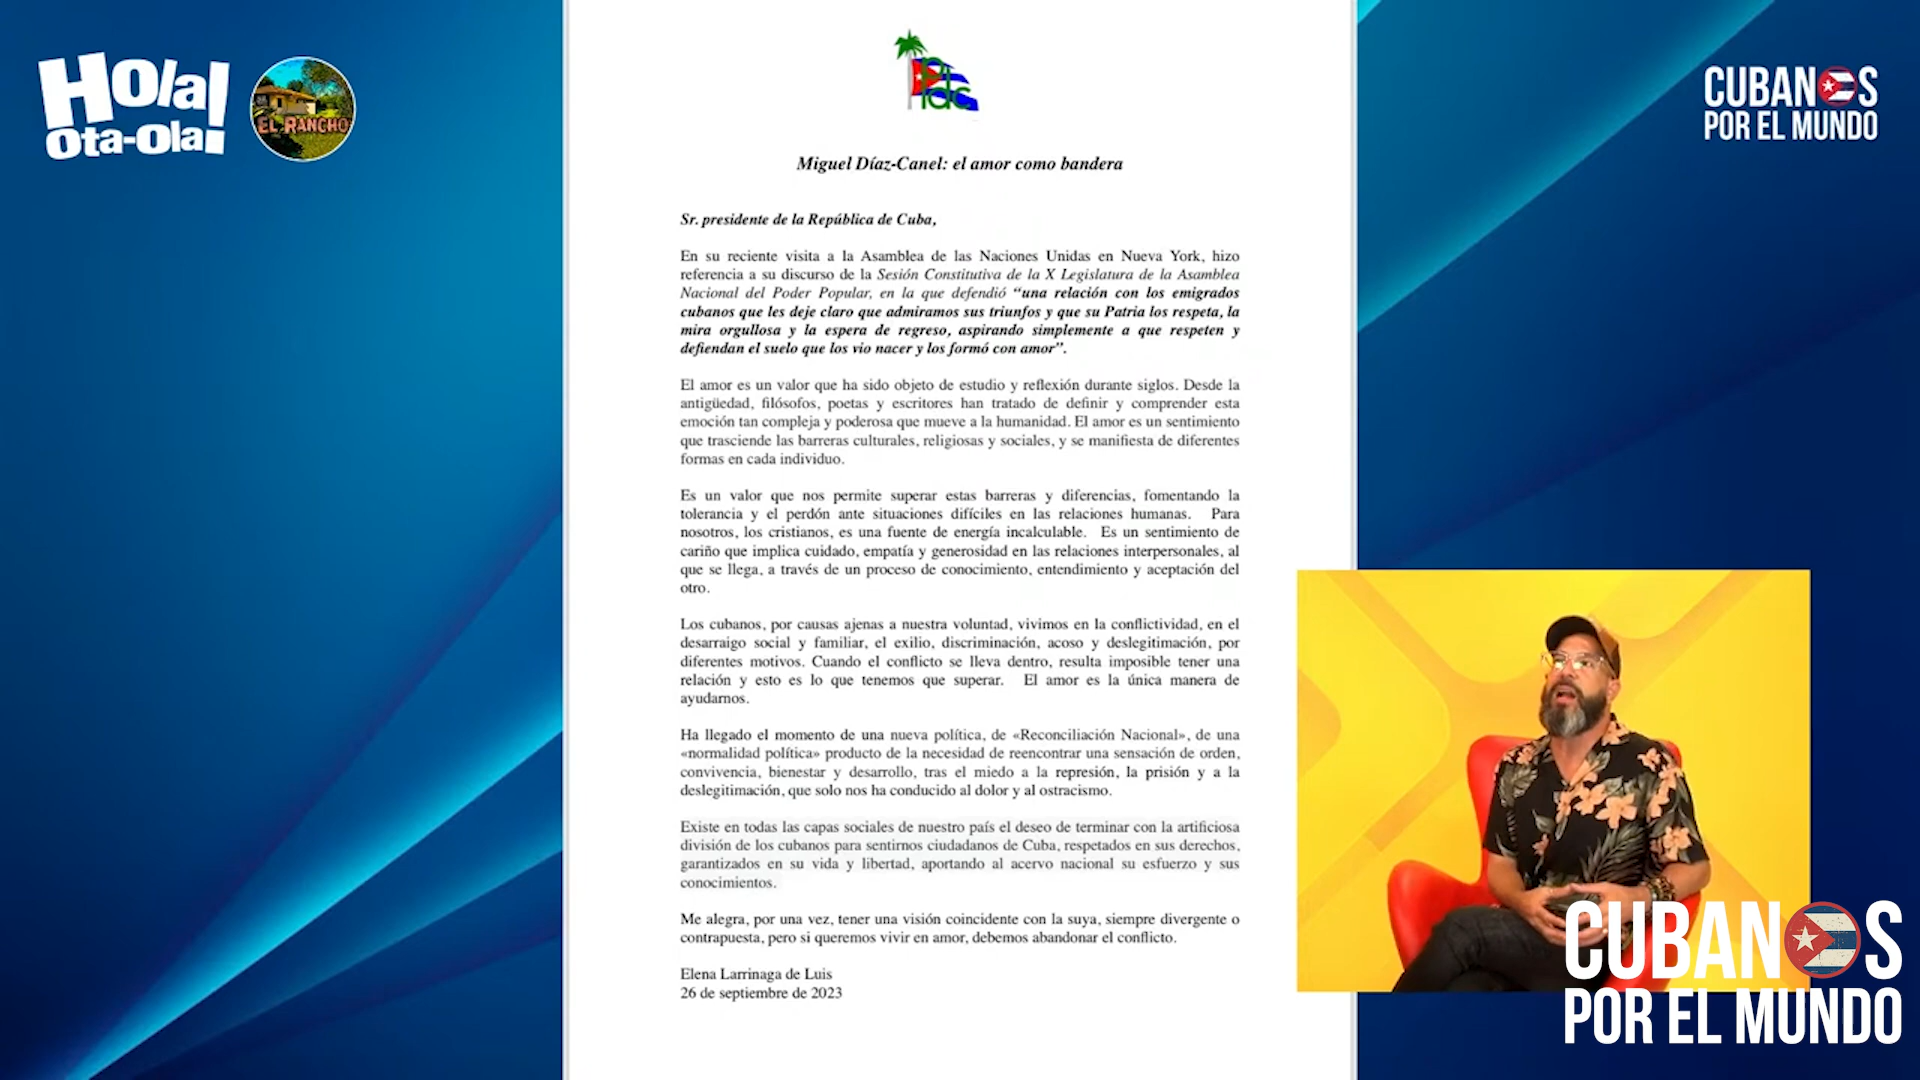 Hola!
Ota-Ola!
EL RANCHO
CUBANOS
POR EL MUNDO
Pdc
Miguel Díaz-Canel: el amor como bandera
Sr. presidente de la República de Cuba,
En su reciente visita a la Asamblea de las Naciones Unidas en Nueva York, hizo
referencia a su discurso de la Sesión Constitutiva de la X Legislatura de la Asamblea
Nacional del Poder Popular, en la que defendió “una relación con los emigrados
cubanos que les deje claro que admiramos sus triunfos y que su Patria los respeta, la
mira orgullosa y la espera de regreso, aspirando simplemente a que respeten y
defiendan el suelo que los vio nacer y los formó con amor”.
El amor es un valor que ha sido objeto de estudio y reflexión durante siglos. Desde la
antigüedad, filósofos, poetas y escritores han tratado de definir y comprender esta
emoción tan compleja y poderosa que mueve a la humanidad. El amor es un sentimiento
que trasciende las barreras culturales, religiosas y sociales, y se manifiesta de diferentes
formas en cada individuo.
Es un valor que nos permite superar estas barreras y diferencias, fomentando la
tolerancia y el perdón ante situaciones difíciles en las relaciones humanas. Para
nosotros, los cristianos, es una fuente de energía incalculable. Es un sentimiento de
cariño que implica cuidado, empatía y generosidad en las relaciones interpersonales, al
que se llega, a través de un proceso de conocimiento, entendimiento y aceptación del
otro.
Los cubanos, por causas ajenas a nuestra voluntad, vivimos en la conflictividad, en el
desarraigo social y familiar, el exilio, discriminación, acoso y deslegitimación, por
diferentes motivos. Cuando el conflicto se lleva dentro, resulta imposible tener una
relación y esto es lo que tenemos que superar. El amor es la única manera de
ayudarnos.
Ha llegado el momento de una nueva política, de «Reconciliación Nacional», de una
«normalidad política» producto de la necesidad de reencontrar una sensación de orden,
convivencia, bienestar y desarrollo, tras el miedo a la represión, la prisión y a la
deslegitimación, que solo nos ha conducido al dolor y al ostracismo.
Existe en todas las capas sociales de nuestro país el deseo de terminar con la artificiosa
división de los cubanos para sentirnos ciudadanos de Cuba, respetados en sus derechos,
garantizados en su vida y libertad, aportando al acervo nacional su esfuerzo y sus
conocimientos.
Me alegra, por una vez, tener una visión coincidente con la suya, siempre divergente o
contrapuesta, pero si queremos vivir en amor, debemos abandonar el conflicto.
Elena Larrinaga de Luis
26 de septiembre de 2023
CUBANOS
POR EL MUNDO